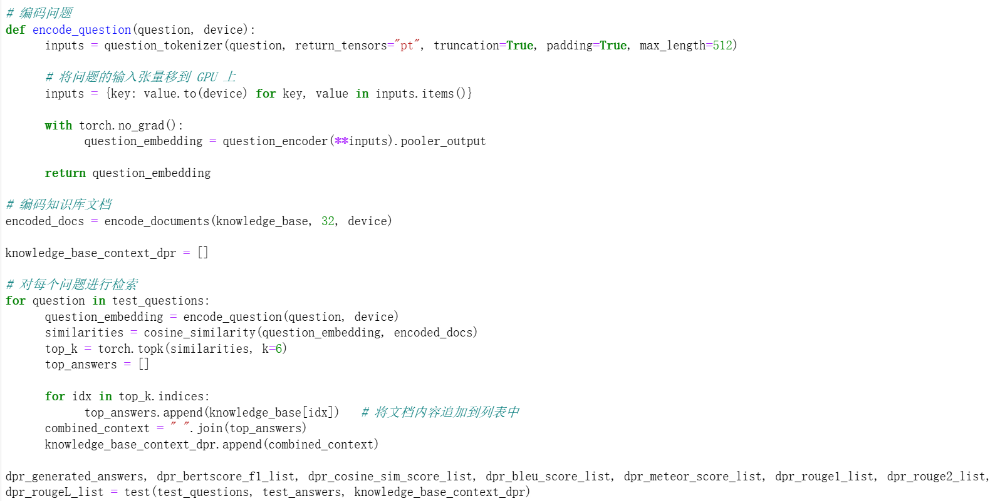 # 编码问题
def encode_question(question, device):
      inputs = question_tokenizer(question, return_tensors="pt", truncation=True, padding=True, max_length=512)
      # 将问题的输入张量移到 GPU 上
      inputs = {key: value.to(device) for key, value in inputs.items()}
      with torch.no_grad():
            question_embedding = question_encoder(**inputs).pooler_output
      return question_embedding
# 编码知识库文档
encoded_docs = encode_documents(knowledge_base, 32, device)
knowledge_base_context_dpr = []
# 对每个问题进行检索
for question in test_questions:
      question_embedding = encode_question(question, device)
      similarities = cosine_similarity(question_embedding, encoded_docs)
      top_k = torch.topk(similarities, k=6)
      top_answers = []
      for idx in top_k.indices:
            top_answers.append(knowledge_base[idx])   # 将文档内容追加到列表中
      combined_context = " ".join(top_answers)
      knowledge_base_context_dpr.append(combined_context)
dpr_generated_answers, dpr_bertscore_f1_list, dpr_cosine_sim_score_list, dpr_bleu_score_list, dpr_meteor_score_list, dpr_rouge1_list, dpr_rouge2_list,
dpr_rougeL_list = test(test_questions, test_answers, knowledge_base_context_dpr)